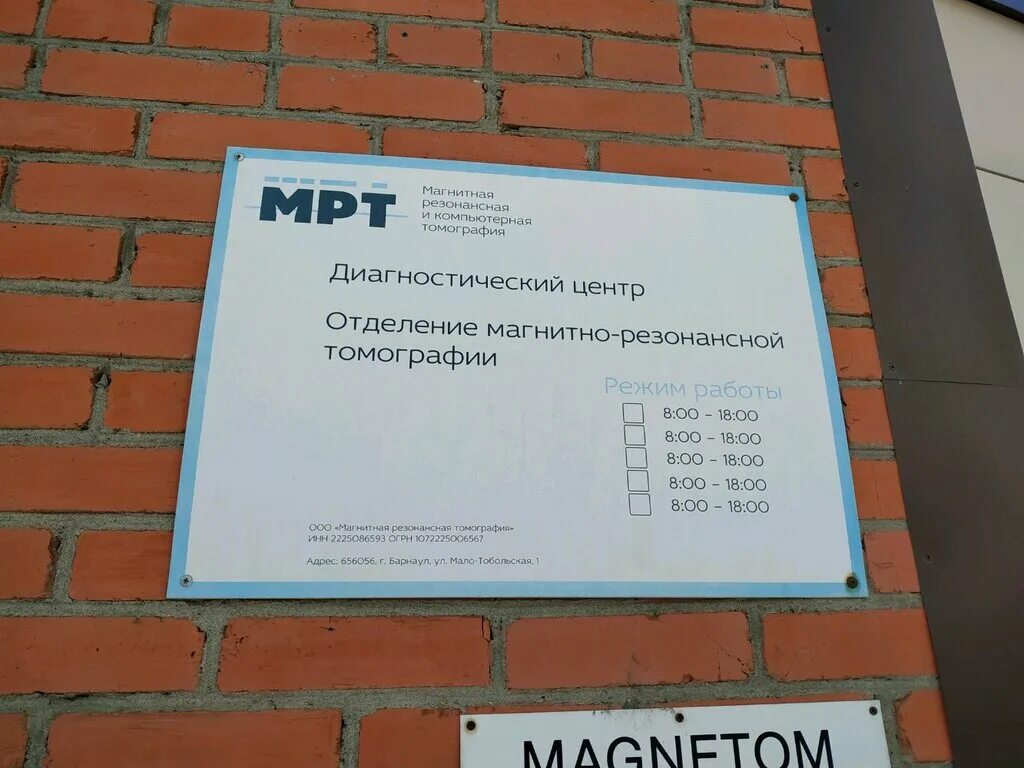 МРТ
Магнитная
резонансная
и компьютерная
томография
Диагностический центр
Отделение магнитно-резонансной
томографии
Режим работы
8:00 – 18:00
8:00 – 18:00
8:00 – 18:00
8:00 – 18:00
8:00 – 18:00
ООО «Магнитная резонансная томография»
ИНН 2225086593 ОГРН 1072225006567
Адрес: 656056, г. Барнаул, ул. Мало-Тобольская, 1
MAGNETOM